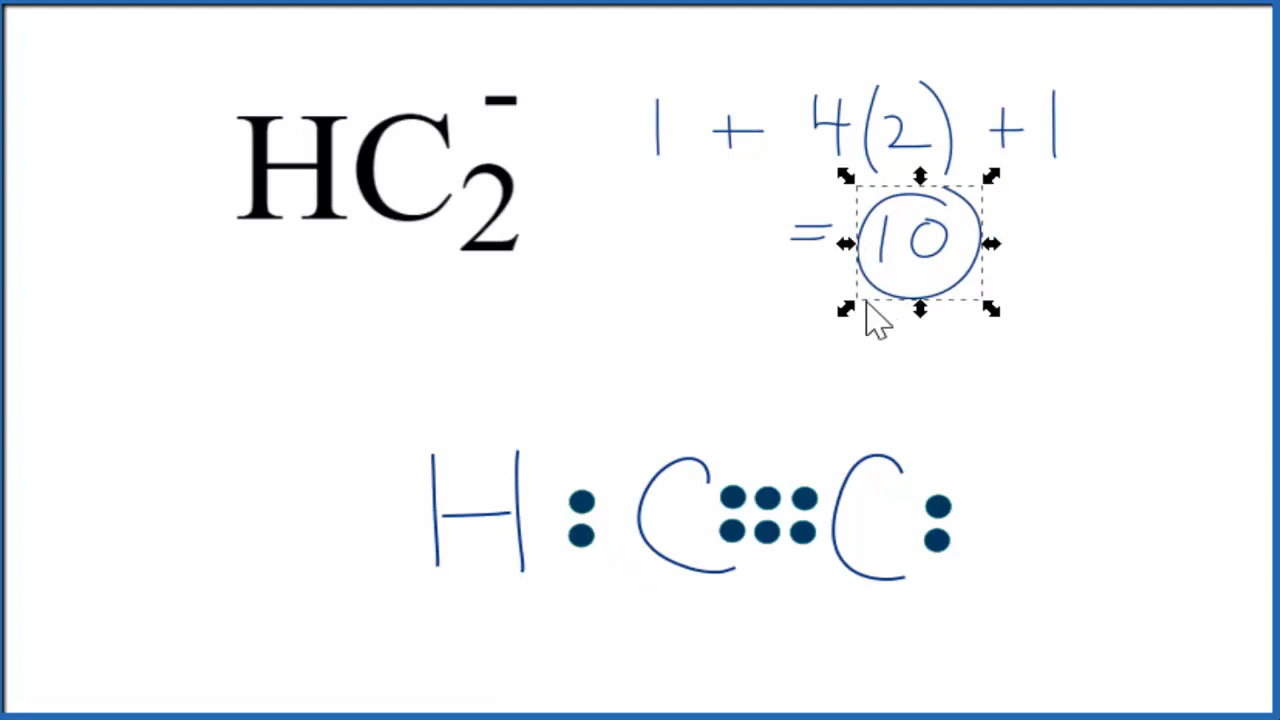 HC₂⁻
1 + 4(2) + 1
= 10
H : C ⫶⫶ C :